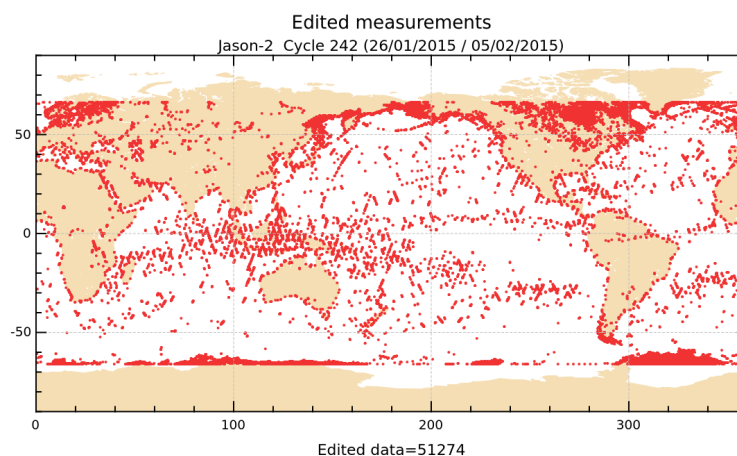 Edited measurements
Jason-2 Cycle 242 (26/01/2015 / 05/02/2015)
50
0
-50
0 100 200 300
Edited data=51274